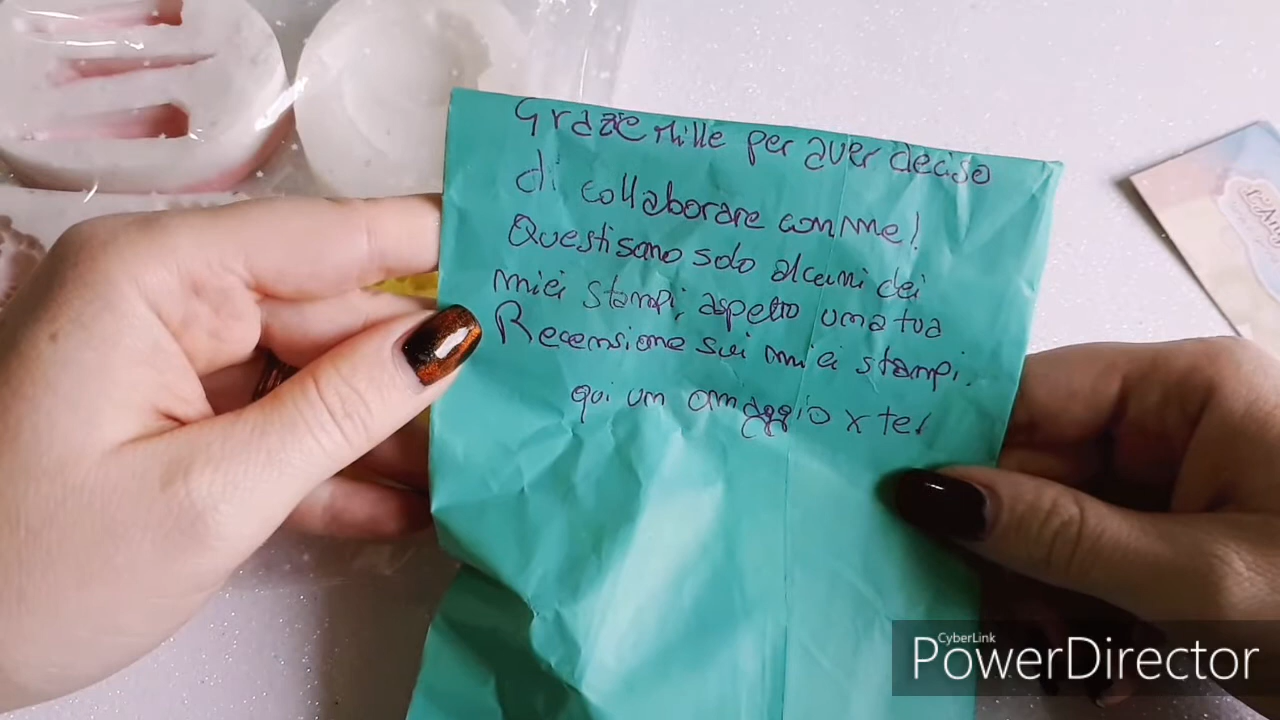 Grazie mille per aver deciso
di collaborare con me!
Questi sono solo alcuni dei
miei stampi, aspetto una tua
Recensione sui miei stampi.
qui un omaggio x te!
CyberLink
PowerDirector